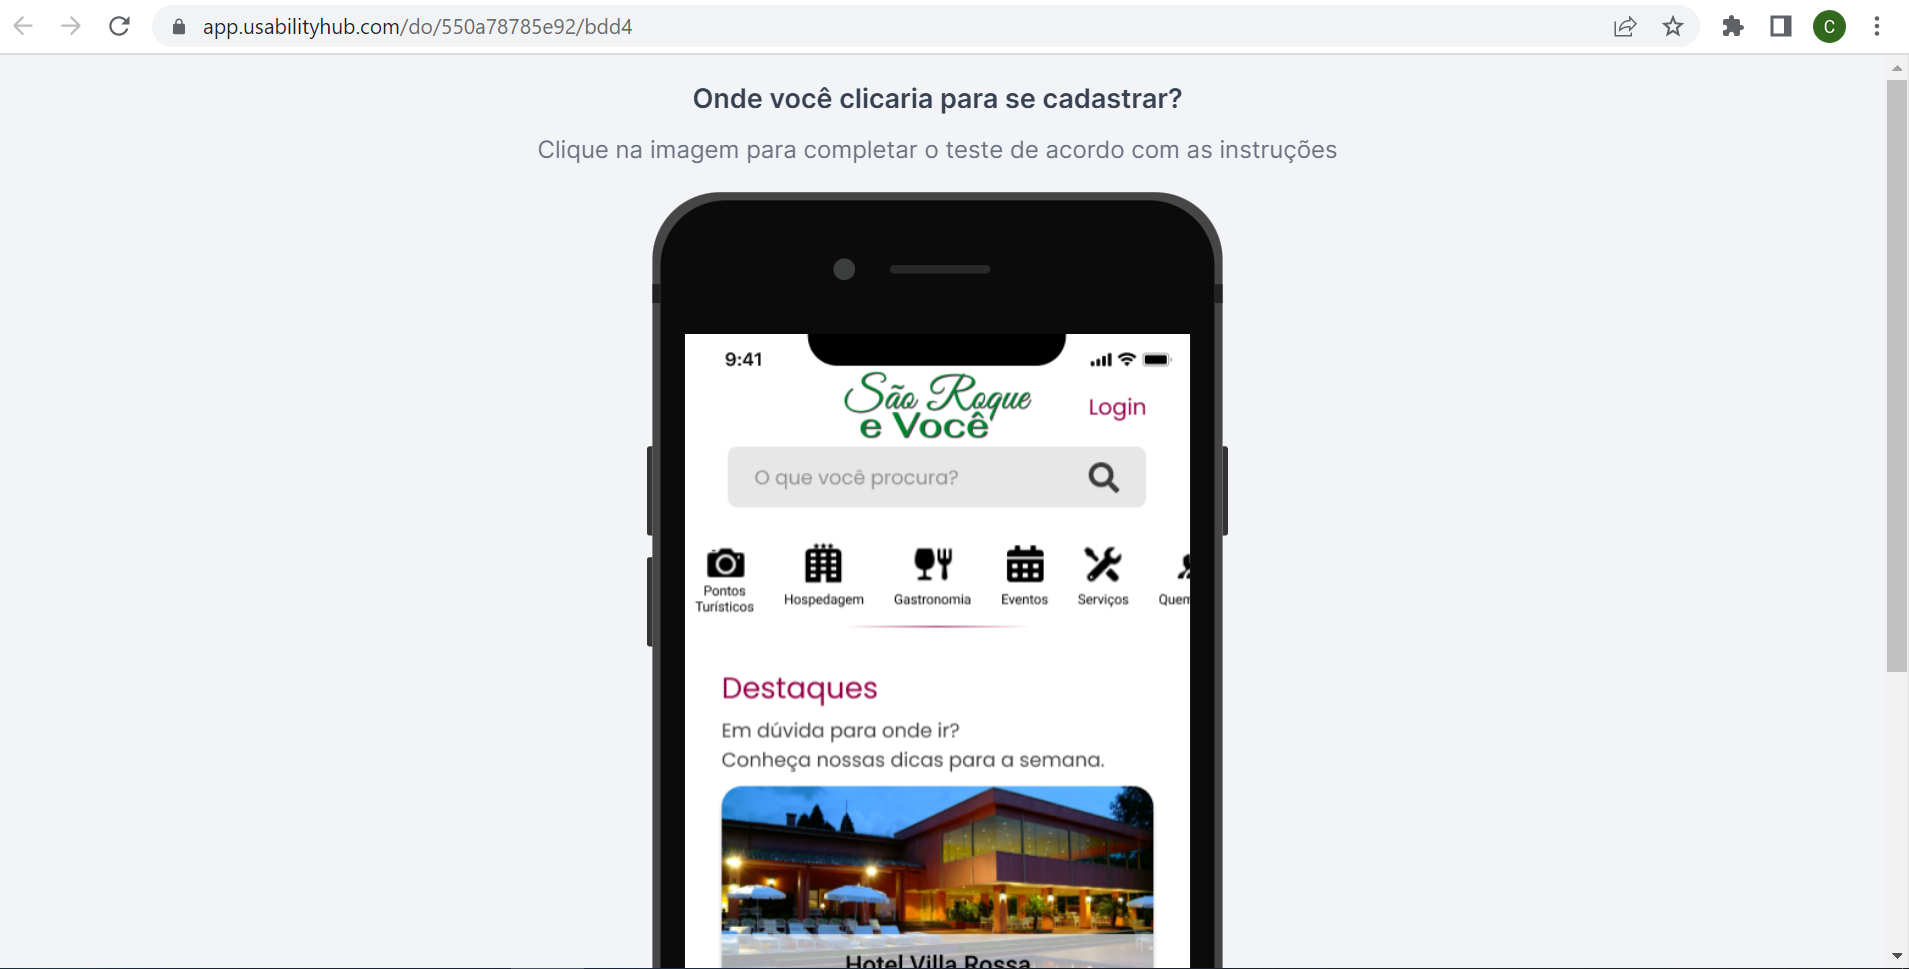 app.usabilityhub.com/do/550a78785e92/bdd4
C
Onde você clicaria para se cadastrar?
Clique na imagem para completar o teste de acordo com as instruções
9:41
São Roque
e Você
Login
O que você procura?
Pontos
Turísticos
Hospedagem
Gastronomia
Eventos
Serviços
Quem
Destaques
Em dúvida para onde ir?
Conheça nossas dicas para a semana.
Hotel Villa Rossa